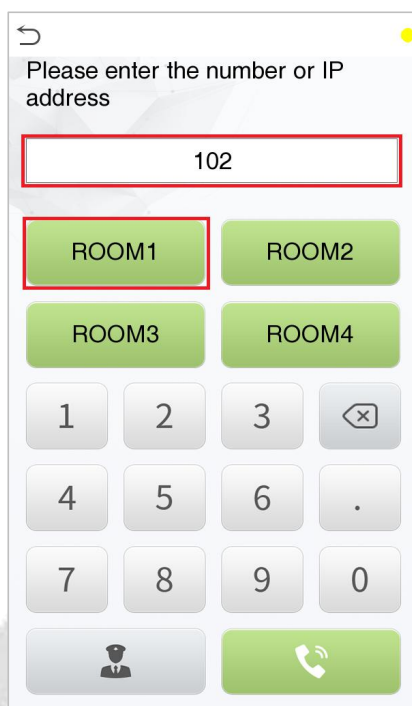 Please enter the number or IP
address
102
ROOM1 ROOM2
ROOM3 ROOM4
1 2 3
4 5 6 .
7 8 9 0